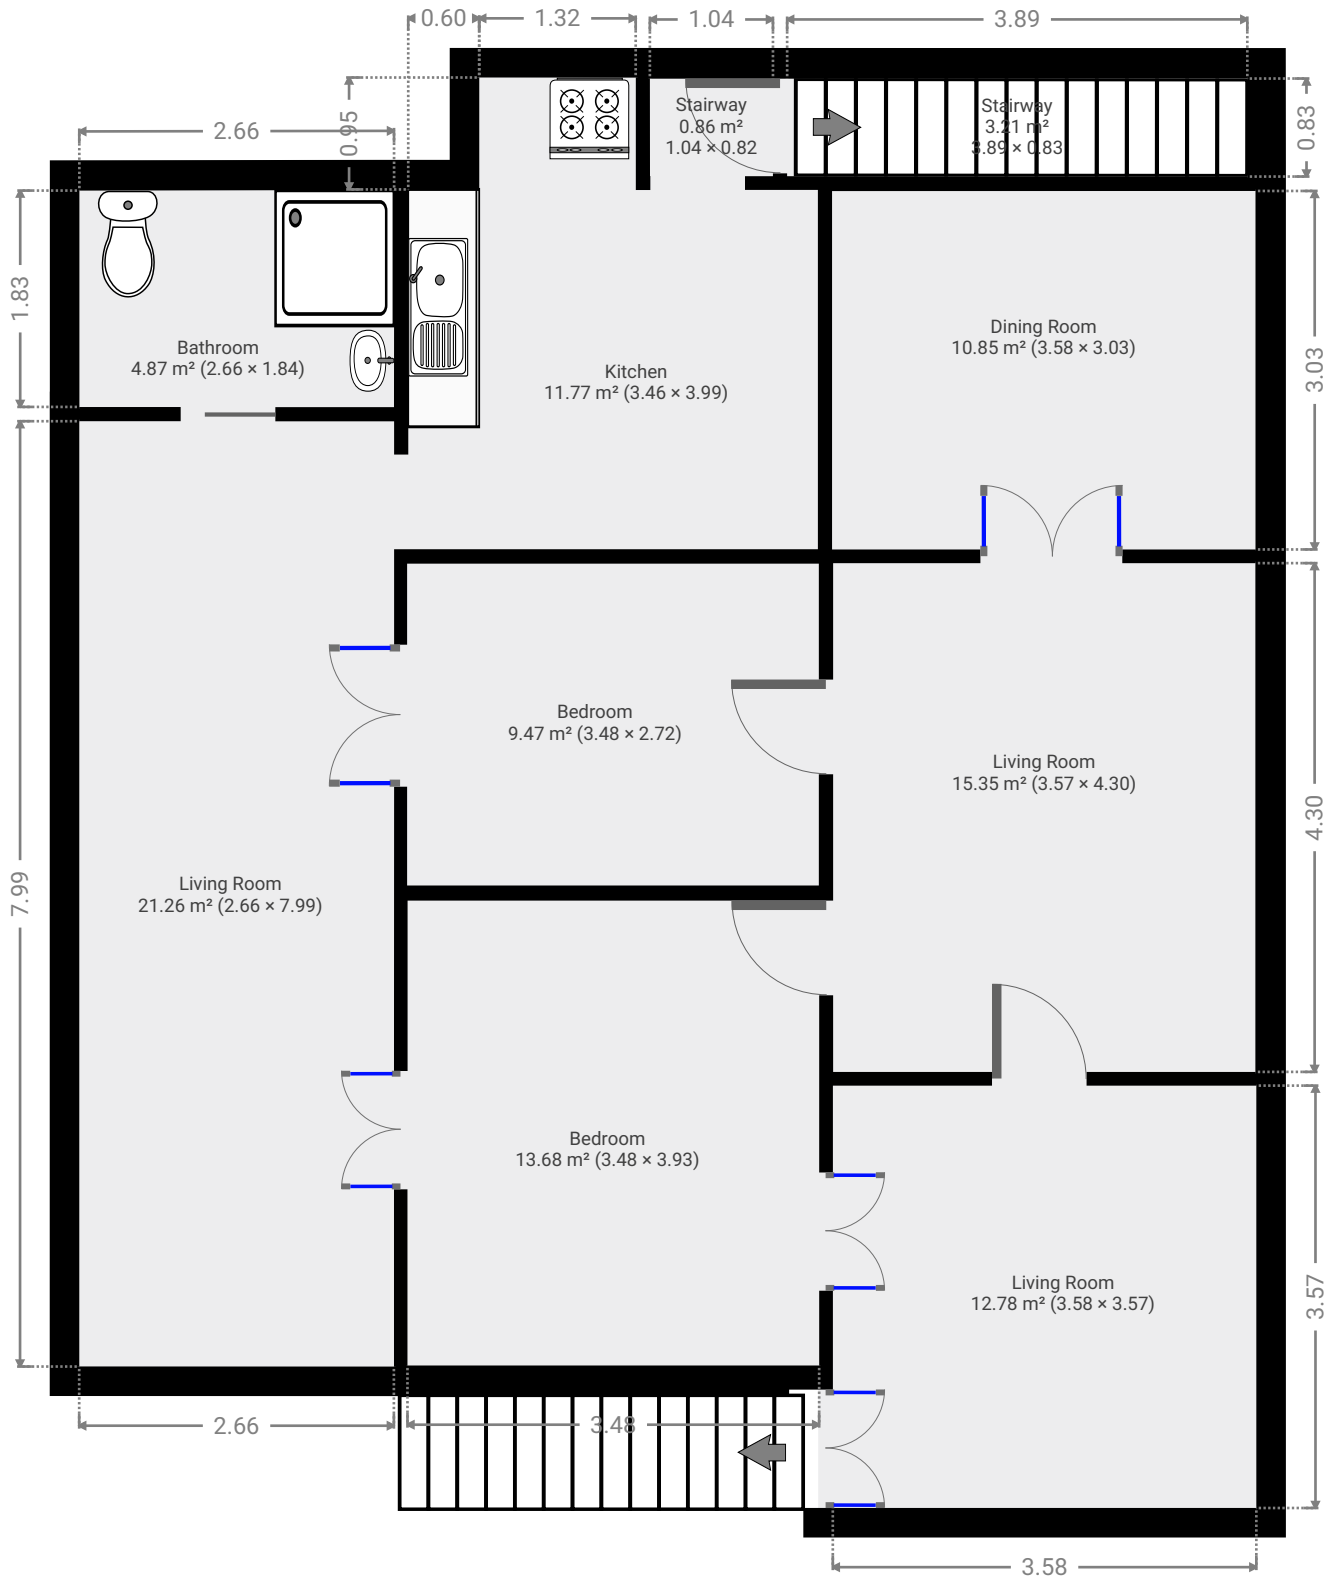 0.60
1.32
1.04
3.89
0.95
0.83
2.66
Stairway
0.86 m²
1.04 × 0.82
Stairway
3.21 m²
3.89 × 0.83
1.83
Bathroom
4.87 m² (2.66 × 1.84)
Kitchen
11.77 m² (3.46 × 3.99)
Dining Room
10.85 m² (3.58 × 3.03)
3.03
Bedroom
9.47 m² (3.48 × 2.72)
Living Room
15.35 m² (3.57 × 4.30)
4.30
7.99
Living Room
21.26 m² (2.66 × 7.99)
Bedroom
13.68 m² (3.48 × 3.93)
Living Room
12.78 m² (3.58 × 3.57)
3.57
2.66
3.48
3.58